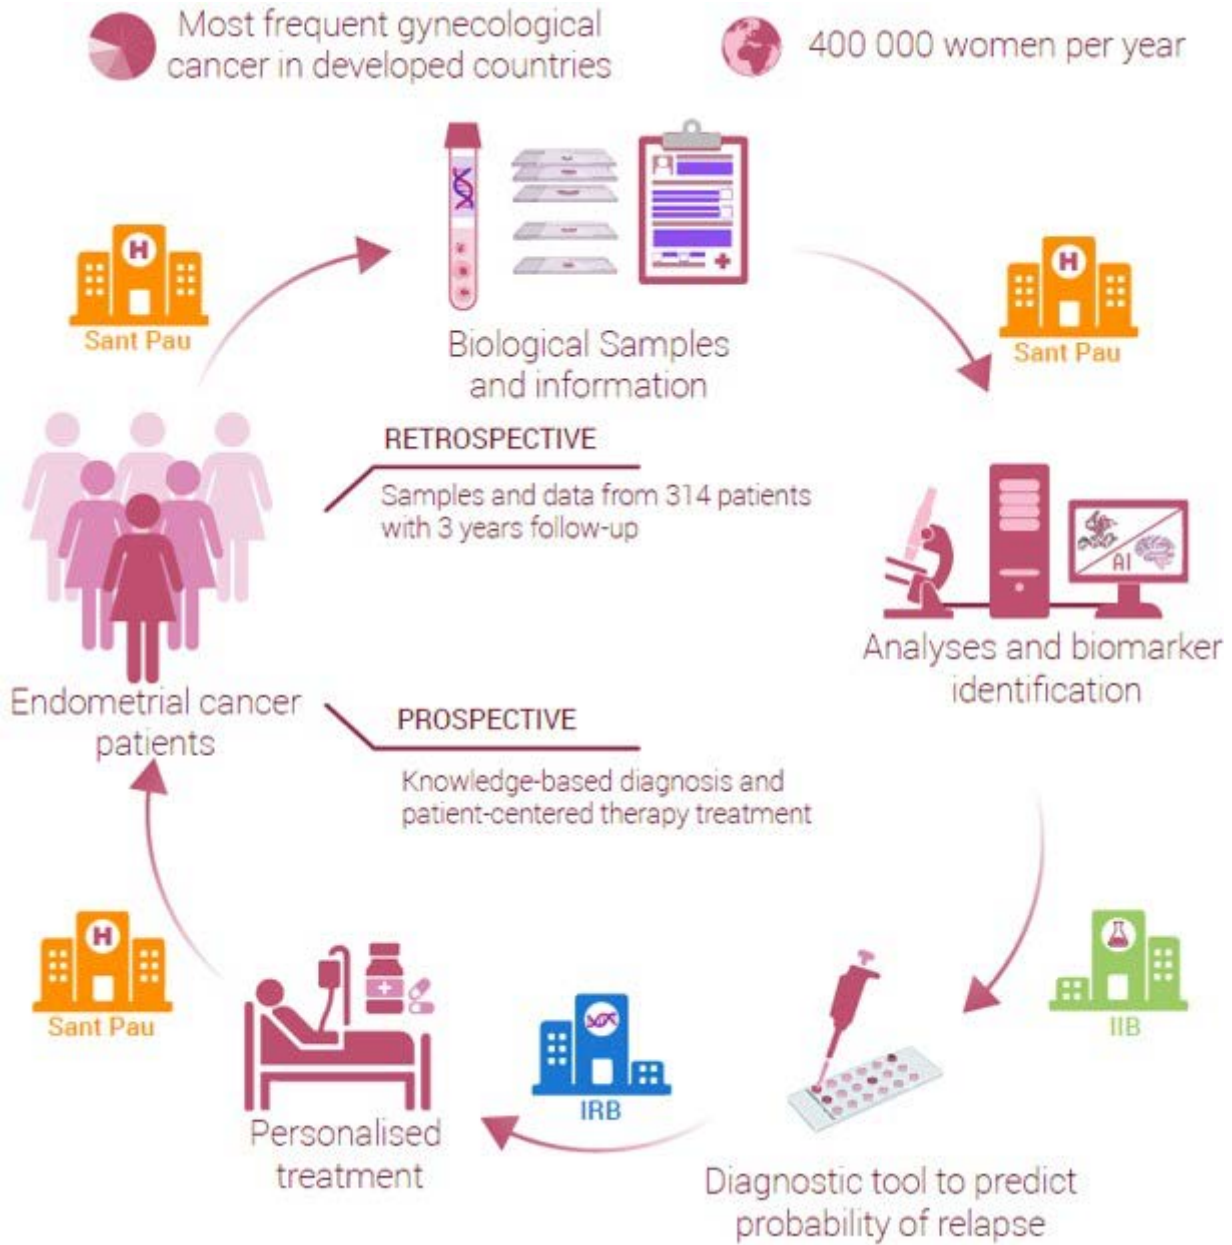 Most frequent gynecological
cancer in developed countries
400 000 women per year
H
Sant Pau
Biological Samples
and information
H
Sant Pau
RETROSPECTIVE
Samples and data from 314 patients
with 3 years follow-up
AI
Analyses and biomarker
identification
Endometrial cancer
patients
PROSPECTIVE
Knowledge-based diagnosis and
patient-centered therapy treatment
H
Sant Pau
IIB
IRB
Personalised
treatment
Diagnostic tool to predict
probability of relapse